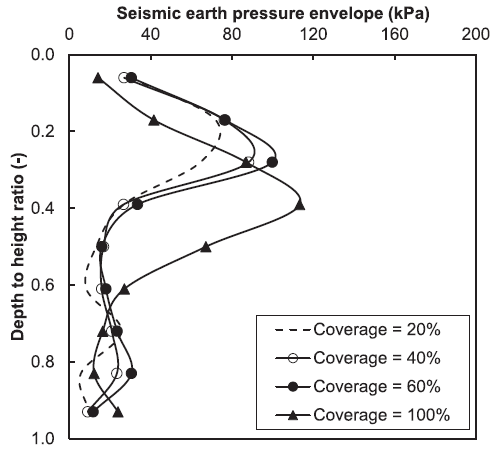 Seismic earth pressure envelope (kPa)
0 40 80 120 160 200
0.0
0.2
0.4
0.6
0.8
1.0
Depth to height ratio (-)
Coverage = 20%
Coverage = 40%
Coverage = 60%
Coverage = 100%